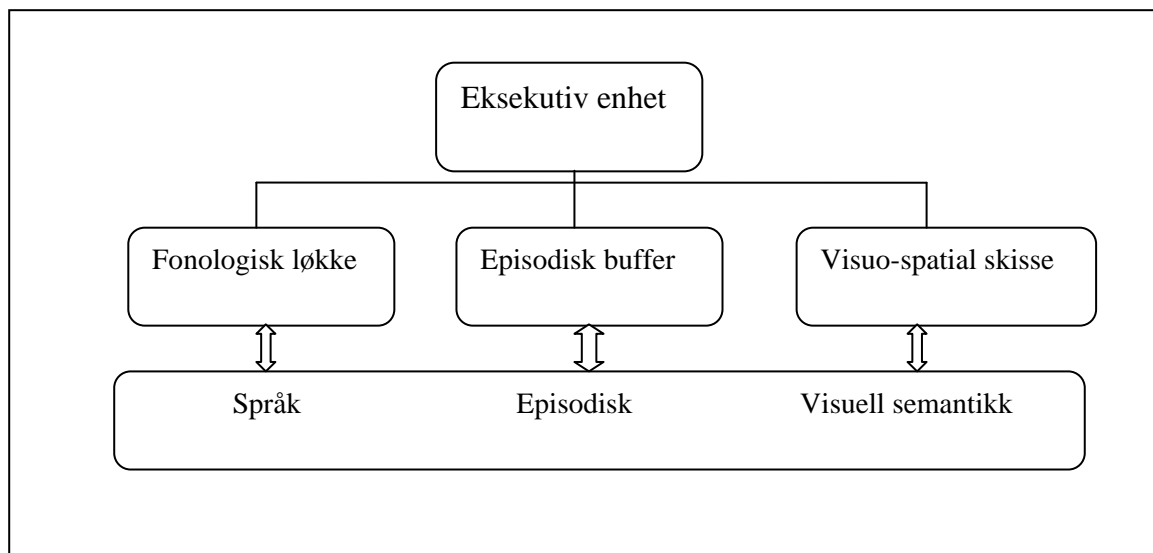 Eksekutiv enhet
Fonologisk løkke
Episodisk buffer
Visuo-spatial skisse
Språk
Episodisk
Visuell semantikk